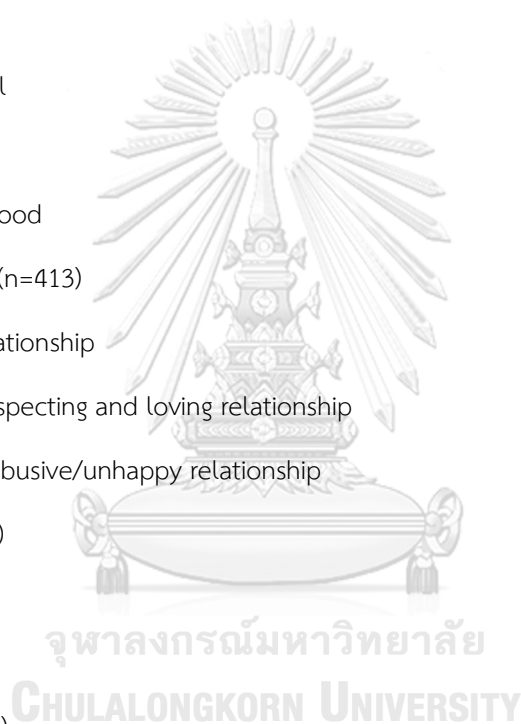 l
ood
(n=413)
ationship
specting and loving relationship
busive/unhappy relationship
)
จุฬาลงกรณ์มหาวิทยาลัย
CHULALONGKORN UNIVERSITY
)